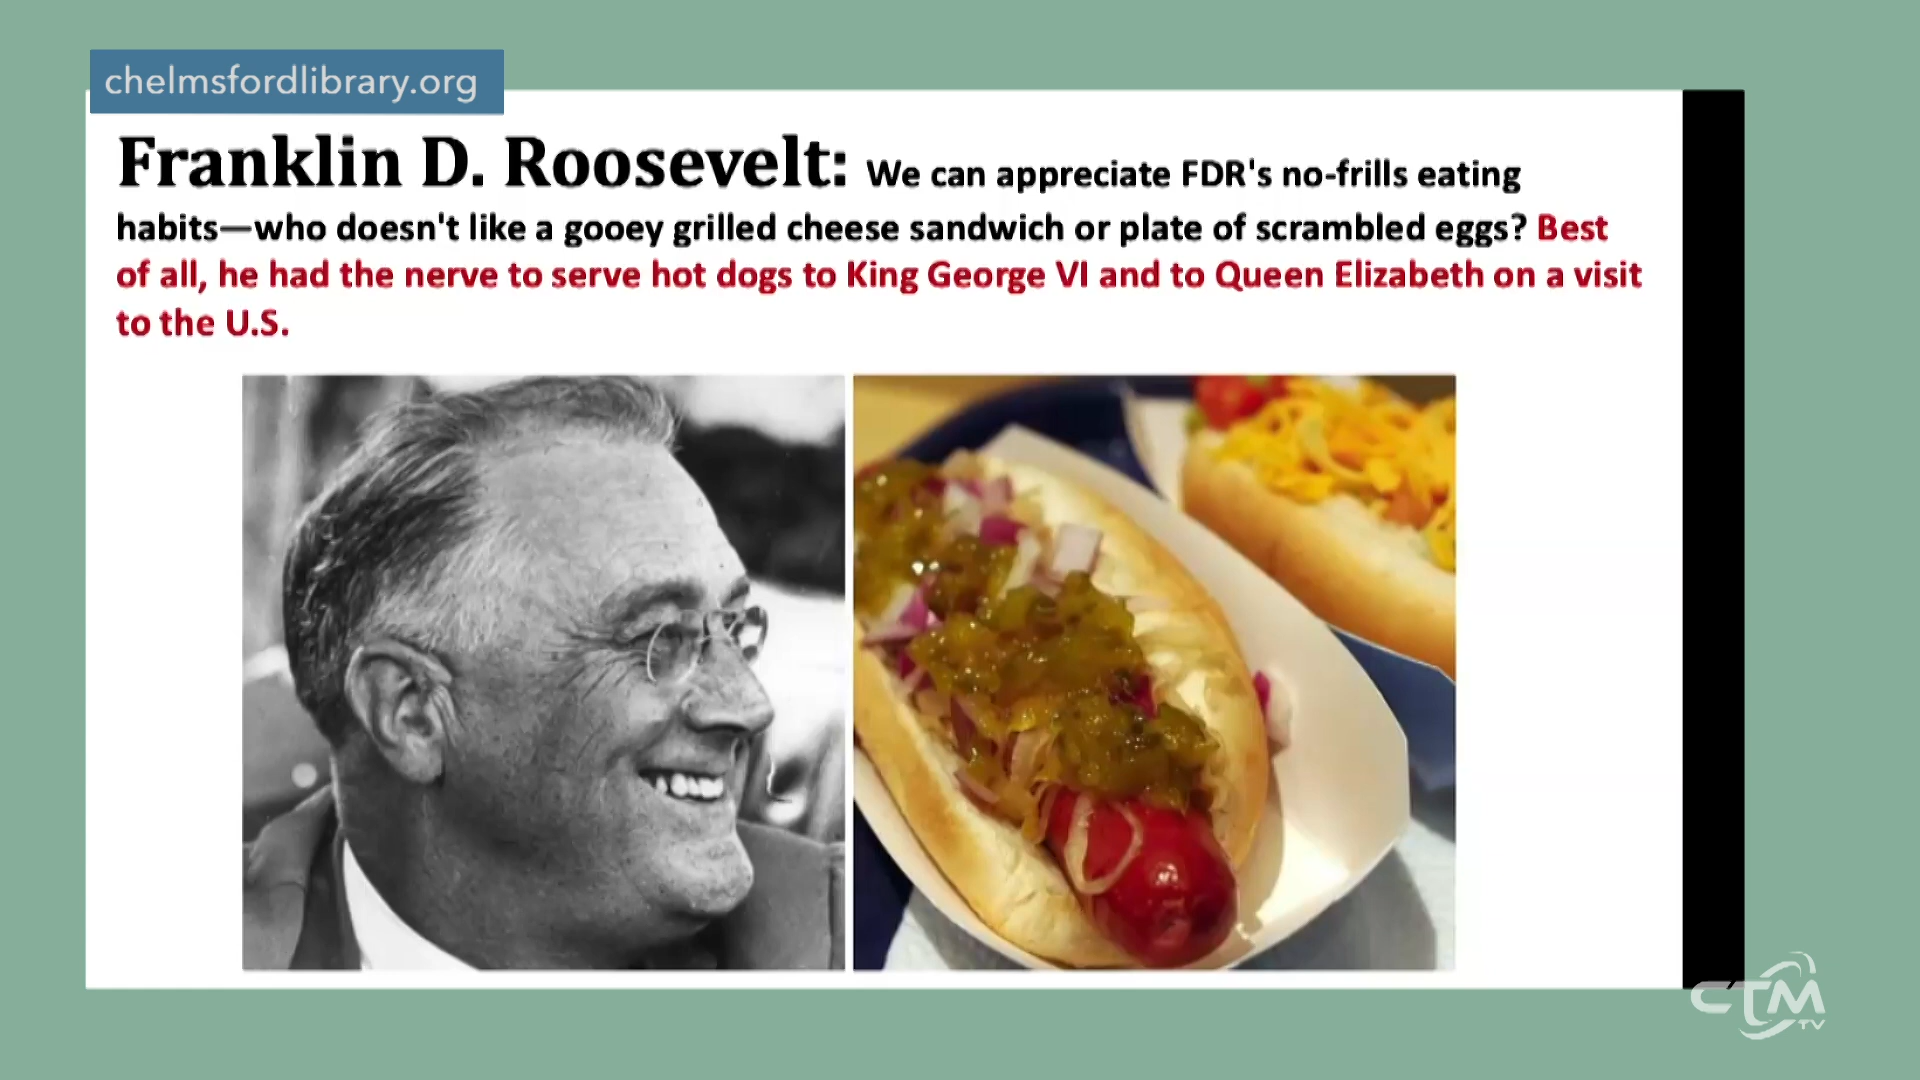 chelmsfordlibrary.org
Franklin D. Roosevelt: We can appreciate FDR's no-frills eating
habits—who doesn't like a gooey grilled cheese sandwich or plate of scrambled eggs? Best
of all, he had the nerve to serve hot dogs to King George VI and to Queen Elizabeth on a visit
to the U.S.
CTM
TV